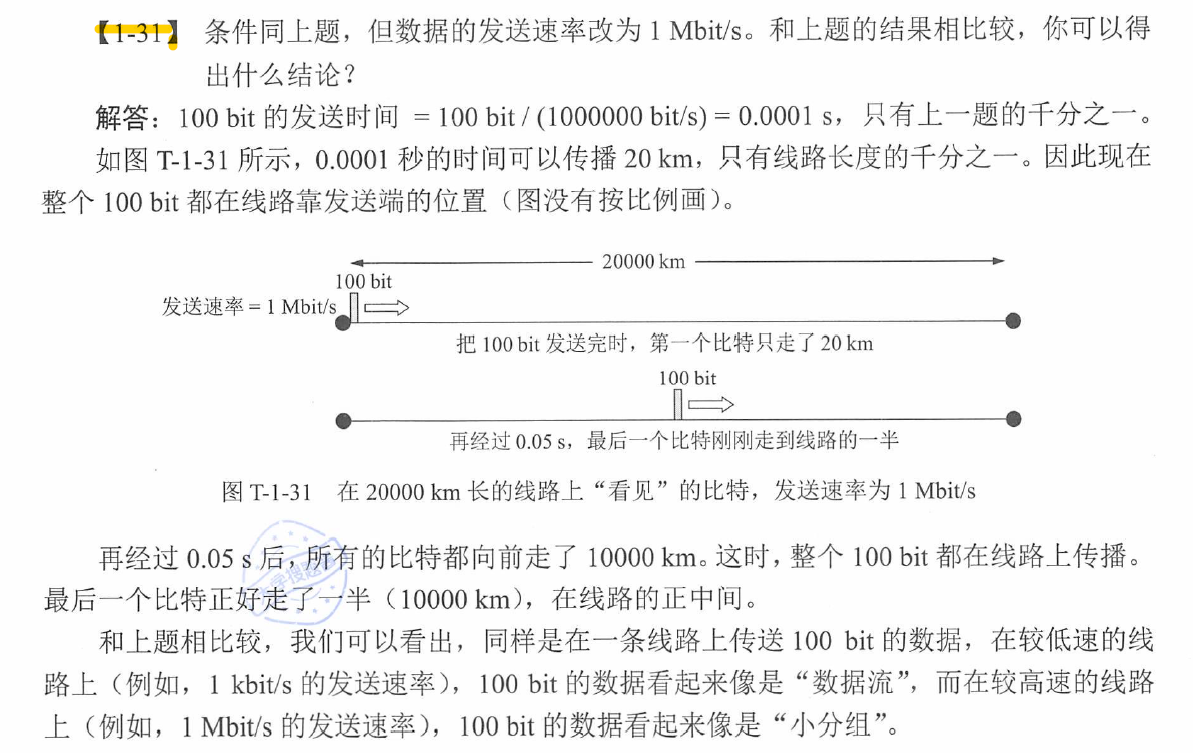 【1-31】 条件同上题，但数据的发送速率改为 1 Mbit/s。和上题的结果相比较，你可以得
出什么结论？
解答：100 bit 的发送时间 = 100 bit / (1000000 bit/s) = 0.0001 s，只有上一题的千分之一。
如图 T-1-31 所示，0.0001 秒的时间可以传播 20 km，只有线路长度的千分之一。因此现在
整个 100 bit 都在线路靠发送端的位置（图没有按比例画）。
20000 km
100 bit
发送速率 = 1 Mbit/s
把 100 bit 发送完时，第一个比特只走了 20 km
100 bit
再经过 0.05 s，最后一个比特刚刚走到线路的一半
图 T-1-31 在 20000 km 长的线路上“看见”的比特，发送速率为 1 Mbit/s
再经过 0.05 s 后，所有的比特都向前走了 10000 km。这时，整个 100 bit 都在线路上传播。
最后一个比特正好走了一半（10000 km），在线路的正中间。
和上题相比较，我们可以看出，同样是在一条线路上传送 100 bit 的数据，在较低速的线
路上（例如，1 kbit/s 的发送速率），100 bit 的数据看起来像是“数据流”，而在较高速的线路
上（例如，1 Mbit/s 的发送速率），100 bit 的数据看起来像是“小分组”。